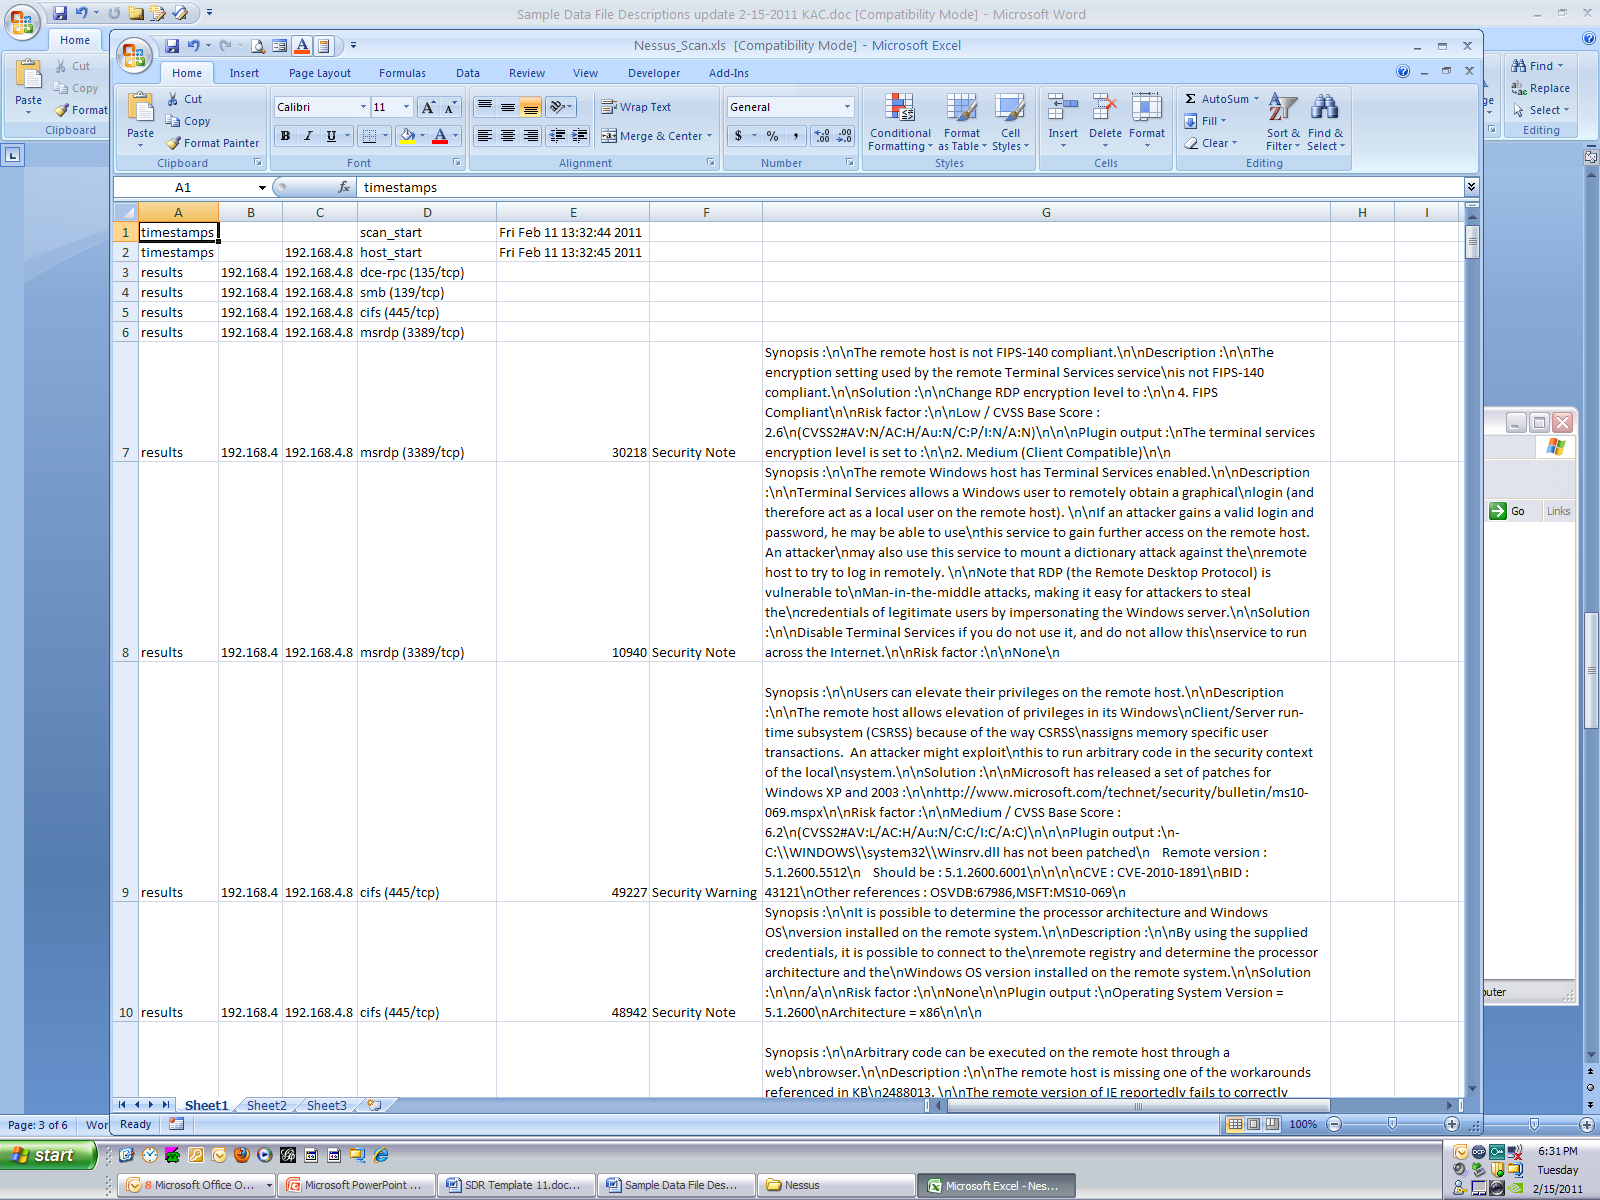 Sample Data File Descriptions update 2-15-2011 KAC.doc [Compatibility Mode] - Microsoft Word
Home
Cut
Copy
Format
Paste
Clipboard
Find
Replace
Select
Editing
Nessus_Scan.xls [Compatibility Mode] - Microsoft Excel
Home Insert Page Layout Formulas Data Review View Developer Add-Ins
Paste Cut Copy Format Painter
Calibri 11
B I U
Wrap Text
Merge & Center
General
$ % ,
Conditional Formatting Format as Table Cell Styles
Insert Delete Format
Σ AutoSum Fill Clear
Sort & Filter Find & Select
Clipboard Font Alignment Number Styles Cells Editing
A1 fx timestamps
A B C D E F G H I
1 timestamps scan_start Fri Feb 11 13:32:44 2011
2 timestamps 192.168.4.8 host_start Fri Feb 11 13:32:45 2011
3 results 192.168.4 192.168.4.8 dce-rpc (135/tcp)
4 results 192.168.4 192.168.4.8 smb (139/tcp)
5 results 192.168.4 192.168.4.8 cifs (445/tcp)
6 results 192.168.4 192.168.4.8 msrdp (3389/tcp)
Synopsis :\n\nThe remote host is not FIPS-140 compliant.\n\nDescription :\n\nThe
encryption setting used by the remote Terminal Services service\nis not FIPS-140
compliant.\n\nSolution :\n\nChange RDP encryption level to :\n\n 4. FIPS
Compliant\n\nRisk factor :\n\nLow / CVSS Base Score :
2.6\n(CVSS2#AV:N/AC:H/Au:N/C:P/I:N/A:N)\n\n\nPlugin output :\nThe terminal services
7 results 192.168.4 192.168.4.8 msrdp (3389/tcp) 30218 Security Note encryption level is set to :\n\n2. Medium (Client Compatible)\n\n
Synopsis :\n\nThe remote Windows host has Terminal Services enabled.\n\nDescription
:\n\nTerminal Services allows a Windows user to remotely obtain a graphical\nlogin (and
therefore act as a local user on the remote host). \n\nIf an attacker gains a valid login and
password, he may be able to use\nthis service to gain further access on the remote host.
An attacker\nmay also use this service to mount a dictionary attack against the\nremote
host to try to log in remotely. \n\nNote that RDP (the Remote Desktop Protocol) is
vulnerable to\nMan-in-the-middle attacks, making it easy for attackers to steal
the\ncredentials of legitimate users by impersonating the Windows server.\n\nSolution
:\n\nDisable Terminal Services if you do not use it, and do not allow this\nservice to run
8 results 192.168.4 192.168.4.8 msrdp (3389/tcp) 10940 Security Note across the Internet.\n\nRisk factor :\n\nNone\n
Synopsis :\n\nUsers can elevate their privileges on the remote host.\n\nDescription
:\n\nThe remote host allows elevation of privileges in its Windows\nClient/Server run-
time subsystem (CSRSS) because of the way CSRSS\nassigns memory specific user
transactions. An attacker might exploit\nthis to run arbitrary code in the security context
of the local\nsystem.\n\nSolution :\n\nMicrosoft has released a set of patches for
Windows XP and 2003 :\n\nhttp://www.microsoft.com/technet/security/bulletin/ms10-
069.mspx\n\nRisk factor :\n\nMedium / CVSS Base Score :
6.2\n(CVSS2#AV:L/AC:H/Au:N/C:C/I:C/A:C)\n\n\nPlugin output :\n-
C:\\WINDOWS\\system32\\Winsrv.dll has not been patched\n Remote version :
5.1.2600.5512\n Should be : 5.1.2600.6001\n\n\n\nCVE : CVE-2010-1891\nBID :
9 results 192.168.4 192.168.4.8 cifs (445/tcp) 49227 Security Warning 43121\nOther references : OSVDB:67986,MSFT:MS10-069\n
Synopsis :\n\nIt is possible to determine the processor architecture and Windows
OS\nversion installed on the remote system.\n\nDescription :\n\nBy using the supplied
credentials, it is possible to connect to the\nremote registry and determine the processor
architecture and the\nWindows OS version installed on the remote system.\n\nSolution
:\n\nn/a\n\nRisk factor :\n\nNone\n\nPlugin output :\nOperating System Version =
10 results 192.168.4 192.168.4.8 cifs (445/tcp) 48942 Security Note 5.1.2600\nArchitecture = x86\n\n\n
Synopsis :\n\nArbitrary code can be executed on the remote host through a
web\nbrowser.\n\nDescription :\n\nThe remote host is missing one of the workarounds
referenced in KB\n2488013. \n\nThe remote version of IE reportedly fails to correctly
Sheet1 Sheet2 Sheet3
Ready 100%
Page: 3 of 6 Wor
Go Links
puter
start
8 Microsoft Office O... Microsoft PowerPoint ... SDR Template 11.doc... Sample Data File Des... Nessus Microsoft Excel - Nes...
6:31 PM
Tuesday
2/15/2011